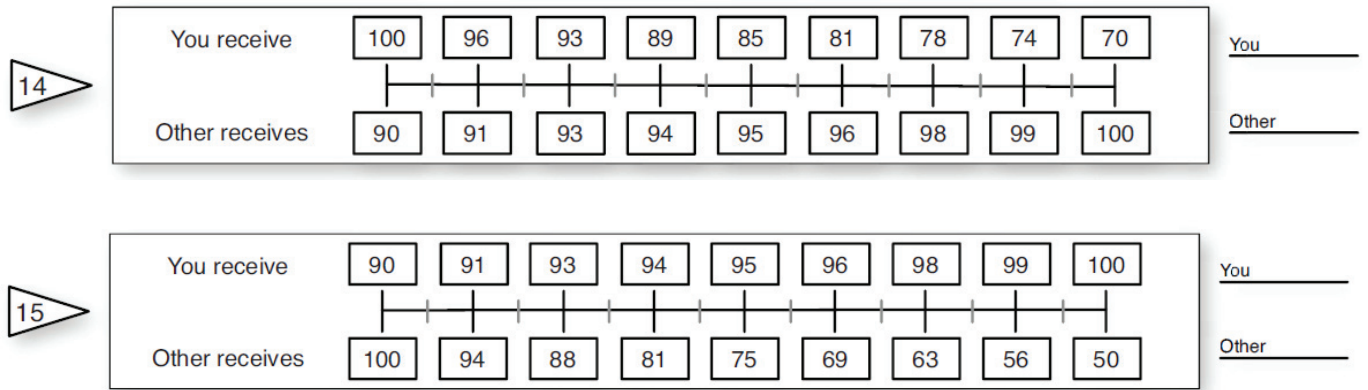 You receive 100 96 93 89 85 81 78 74 70
You
14
Other receives 90 91 93 94 95 96 98 99 100
Other
You receive 90 91 93 94 95 96 98 99 100
You
15
Other receives 100 94 88 81 75 69 63 56 50
Other